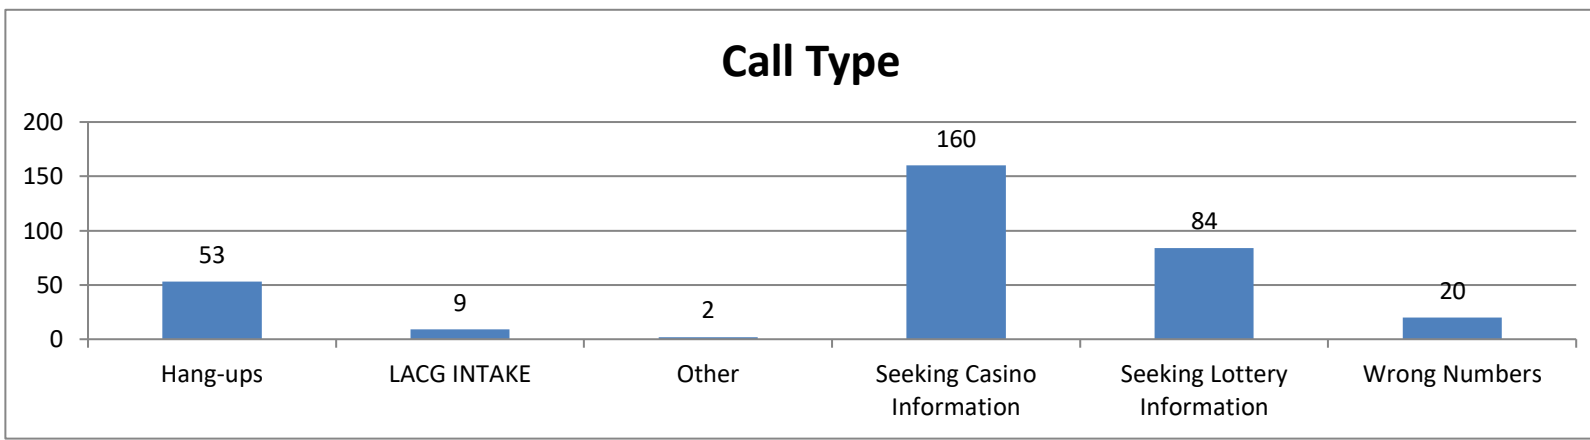 Call Type
200
150
100
50
0
53
9
2
160
84
20
Hang-ups
LACG INTAKE
Other
Seeking Casino
Information
Seeking Lottery
Information
Wrong Numbers